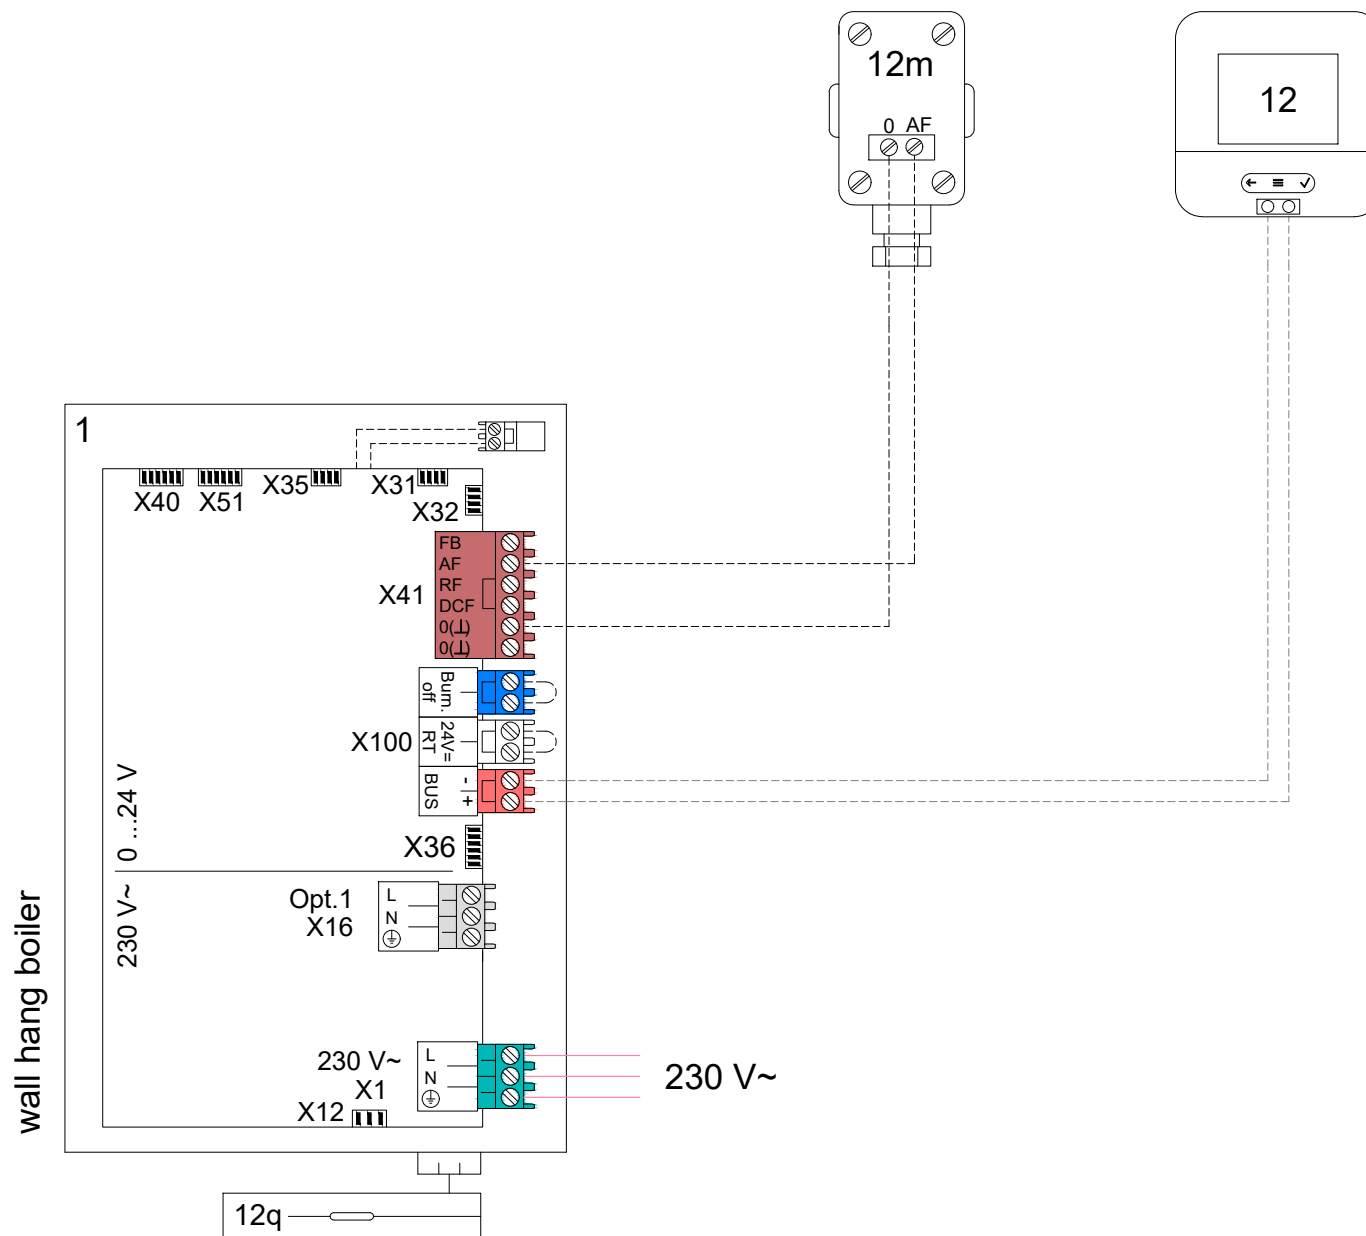 12m
0 AF
12
1
X40
X51
X35
X31
X32
FB
AF
RF
DCF
0(⊥)
0(⊥)
X41
Bum.
off
24V=
RT
X100
BUS
-
+
X36
0 ...24 V
230 V~
Opt.1
X16
L
N
wall hang boiler
230 V~
X1
L
N
X12
230 V~
12q